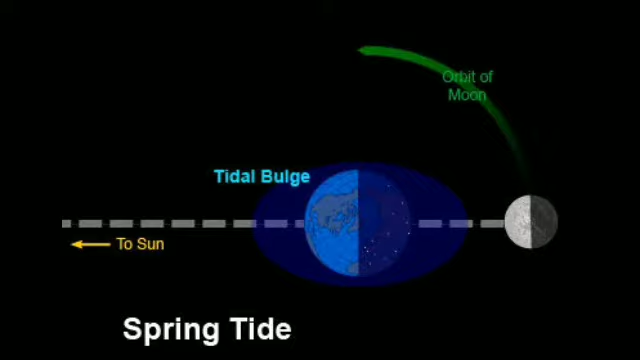 Orbit of
Moon
Tidal Bulge
To Sun
Spring Tide